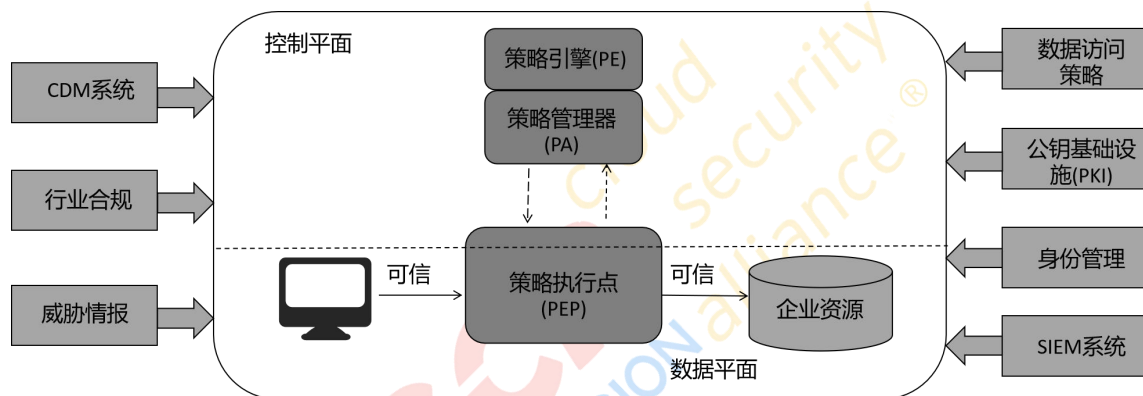 控制平面
策略引擎(PE)
策略管理器
(PA)
CDM系统
行业合规
威胁情报
数据访问
策略
公钥基础设
施(PKI)
身份管理
SIEM系统
可信
策略执行点
(PEP)
可信
企业资源
数据平面
cloud
security
alliance
®